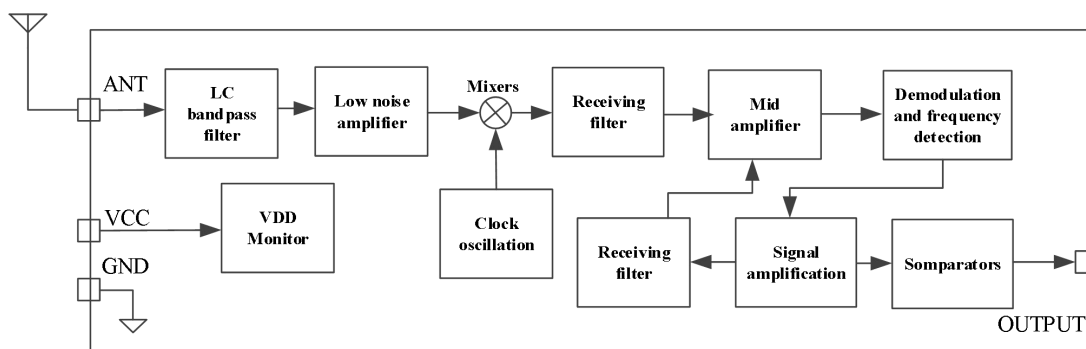 ANT
LC
band pass
filter
Low noise
amplifier
Mixers
Receiving
filter
Mid
amplifier
Demodulation
and frequency
detection
VCC
VDD
Monitor
Clock
oscillation
Receiving
filter
Signal
amplification
Somparators
GND
OUTPUT